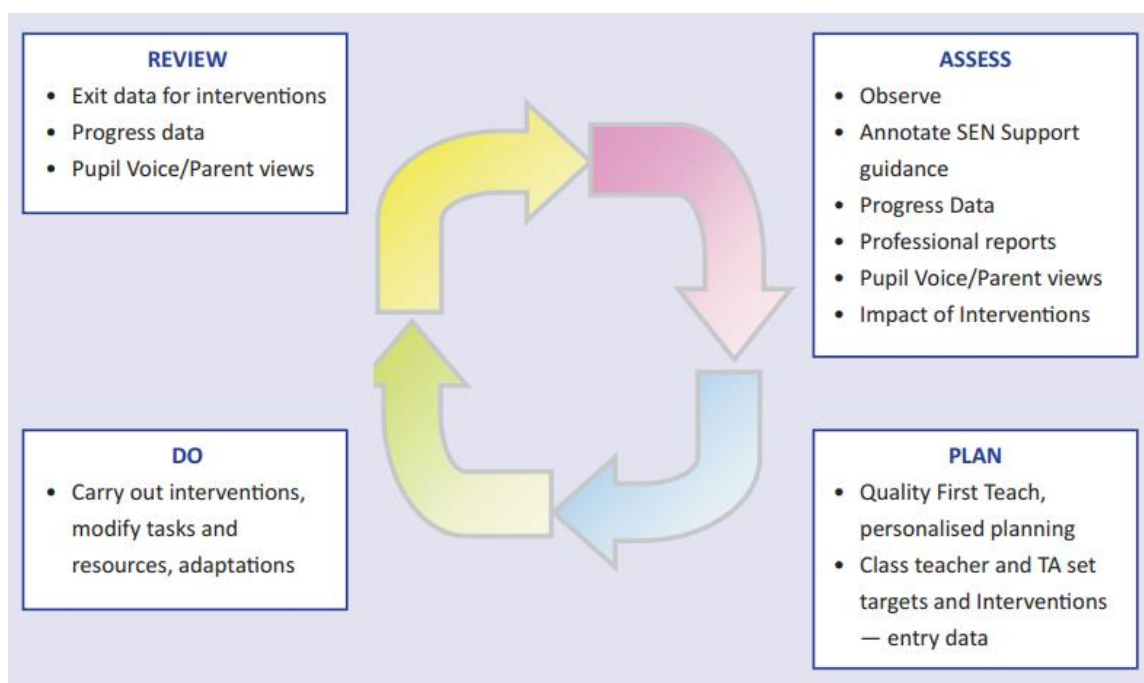 REVIEW
• Exit data for interventions
• Progress data
• Pupil Voice/Parent views
ASSESS
• Observe
• Annotate SEN Support
guidance
• Progress Data
• Professional reports
• Pupil Voice/Parent views
• Impact of Interventions
DO
• Carry out interventions,
modify tasks and
resources, adaptations
PLAN
• Quality First Teach,
personalised planning
• Class teacher and TA set
targets and Interventions
— entry data